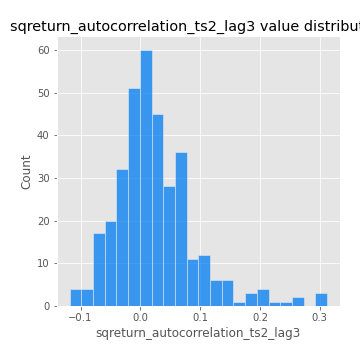 sqreturn_autocorrelation_ts2_lag3 value distribut
60
50
40
30
20
10
0
Count
−0.1 0.0 0.1 0.2 0.3
sqreturn_autocorrelation_ts2_lag3